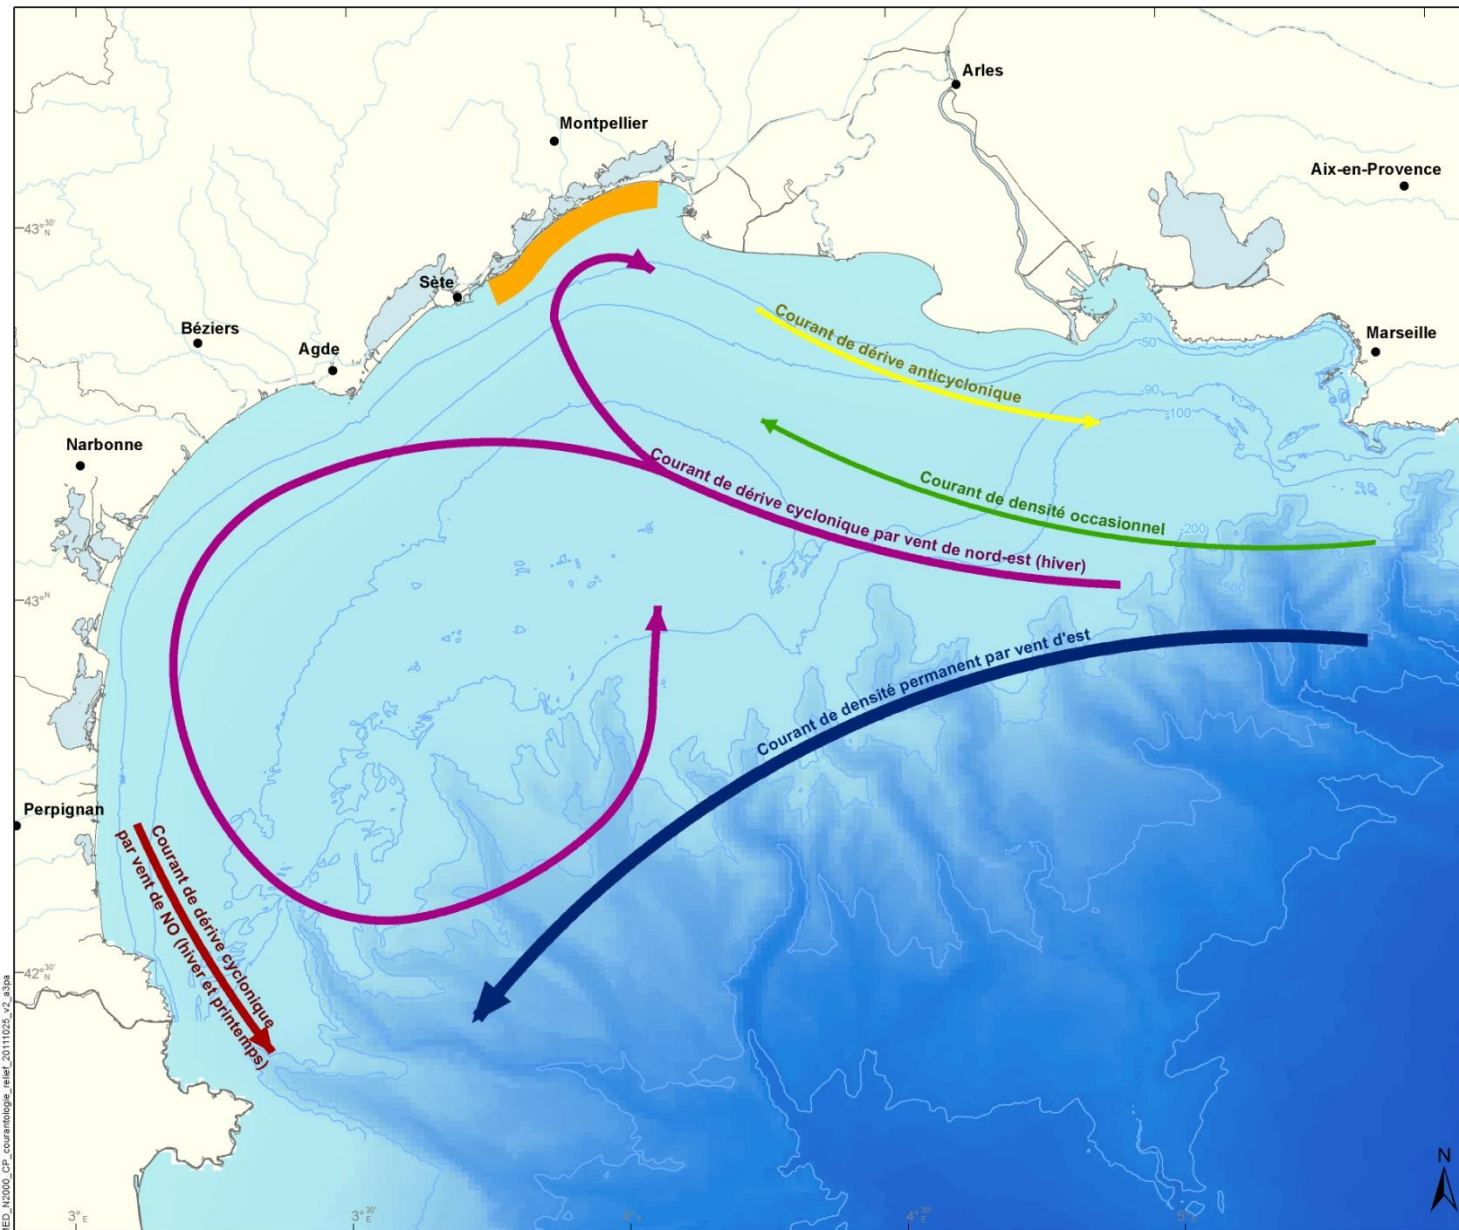 Arles
Montpellier
Aix-en-Provence
43°30'
N
Sète
Béziers
Agde
Marseille
Narbonne
-30
-50
-90
-100
-200
-500
Courant de dérive anticyclonique
Courant de densité occasionnel
Courant de dérive cyclonique par vent de nord-est (hiver)
43°N
Courant de densité permanent par vent d'est
Perpignan
Courant de dérive cyclonique
par vent de NO (hiver et printemps)
42°30'
N
3°E
3°30'
E
4°30'
E
N